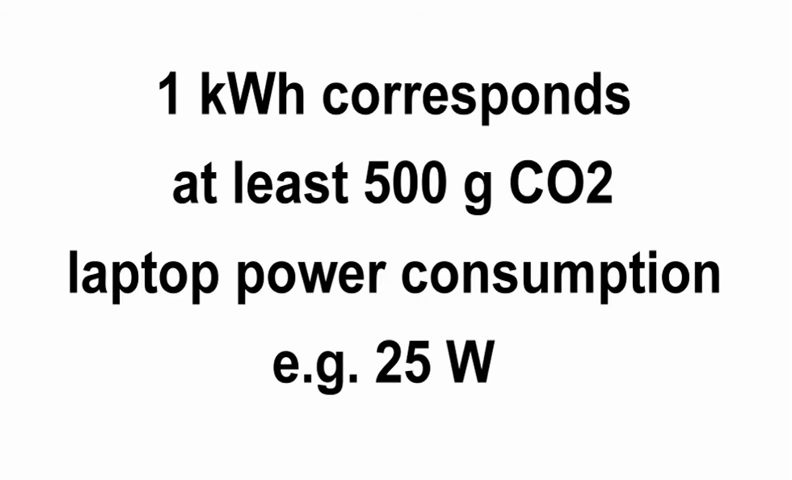 1 kWh corresponds
at least 500 g CO2
laptop power consumption
e.g. 25 W